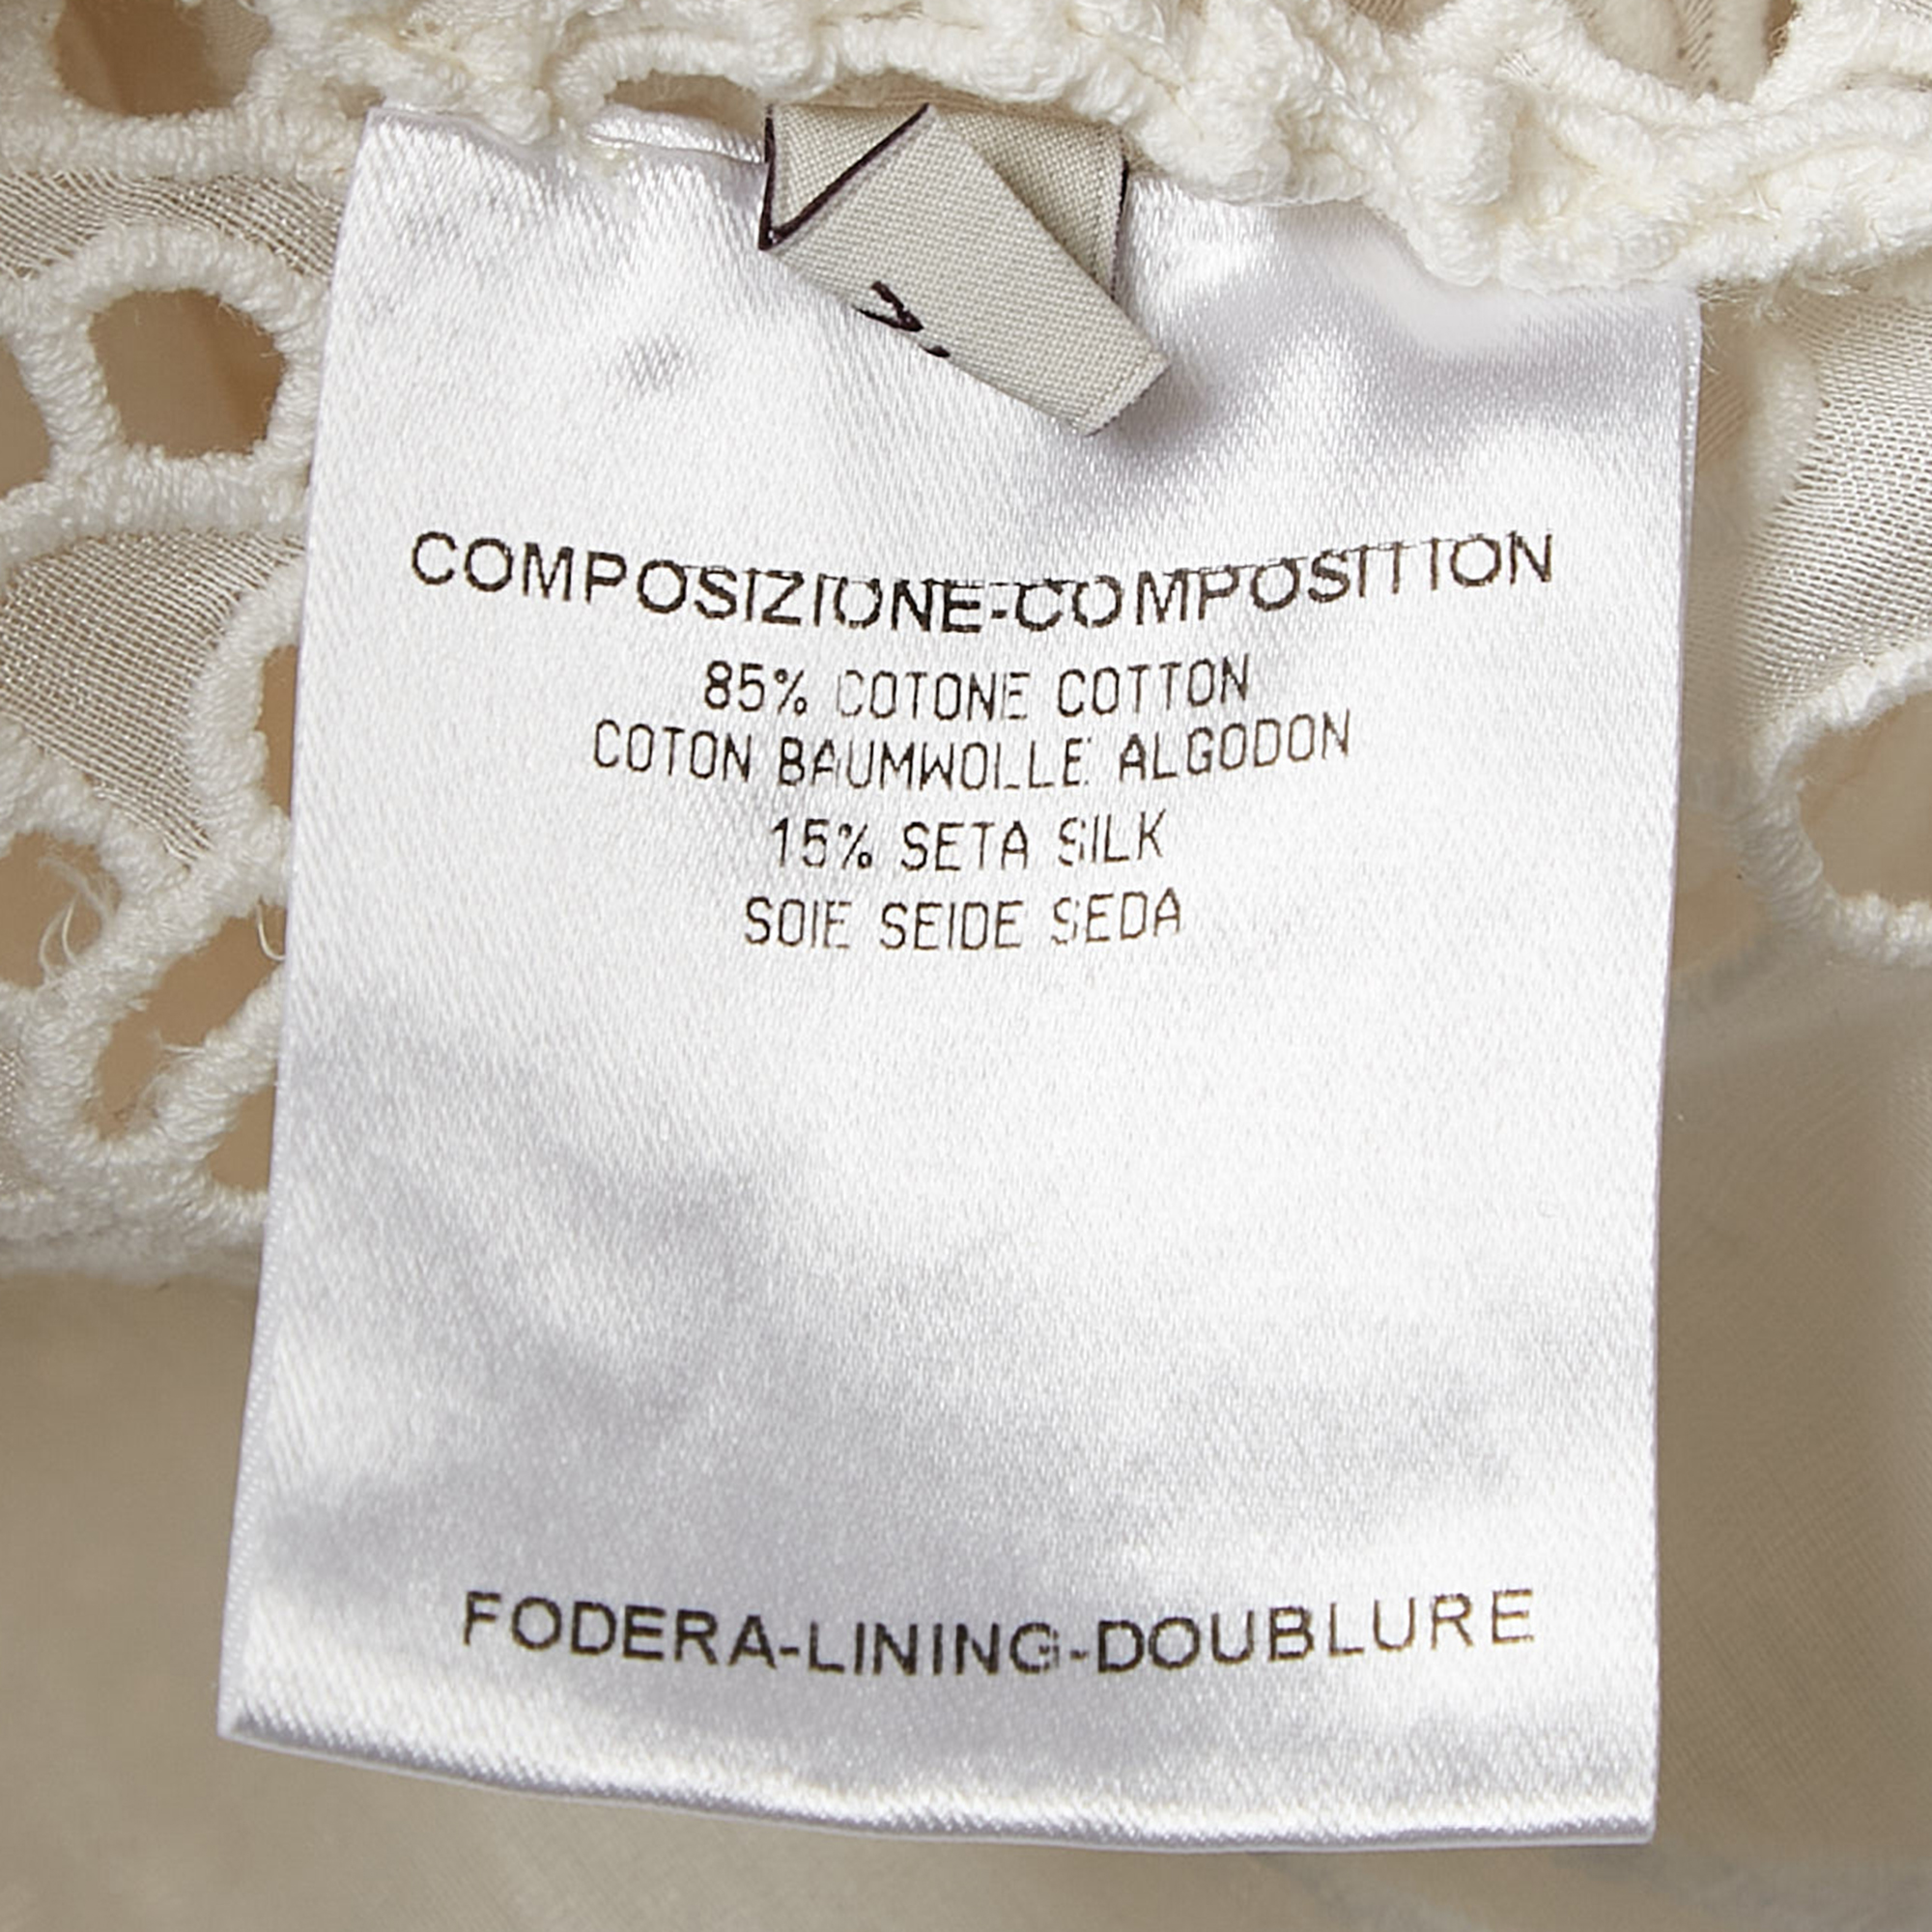 COMPOSIZIONE-COMPOSITION
85% COTONE COTTON
COTON BAUMWOLLE ALGODON
15% SETA SILK
SOIE SEIDE SEDA
FODERA-LINING-DOUBLURE